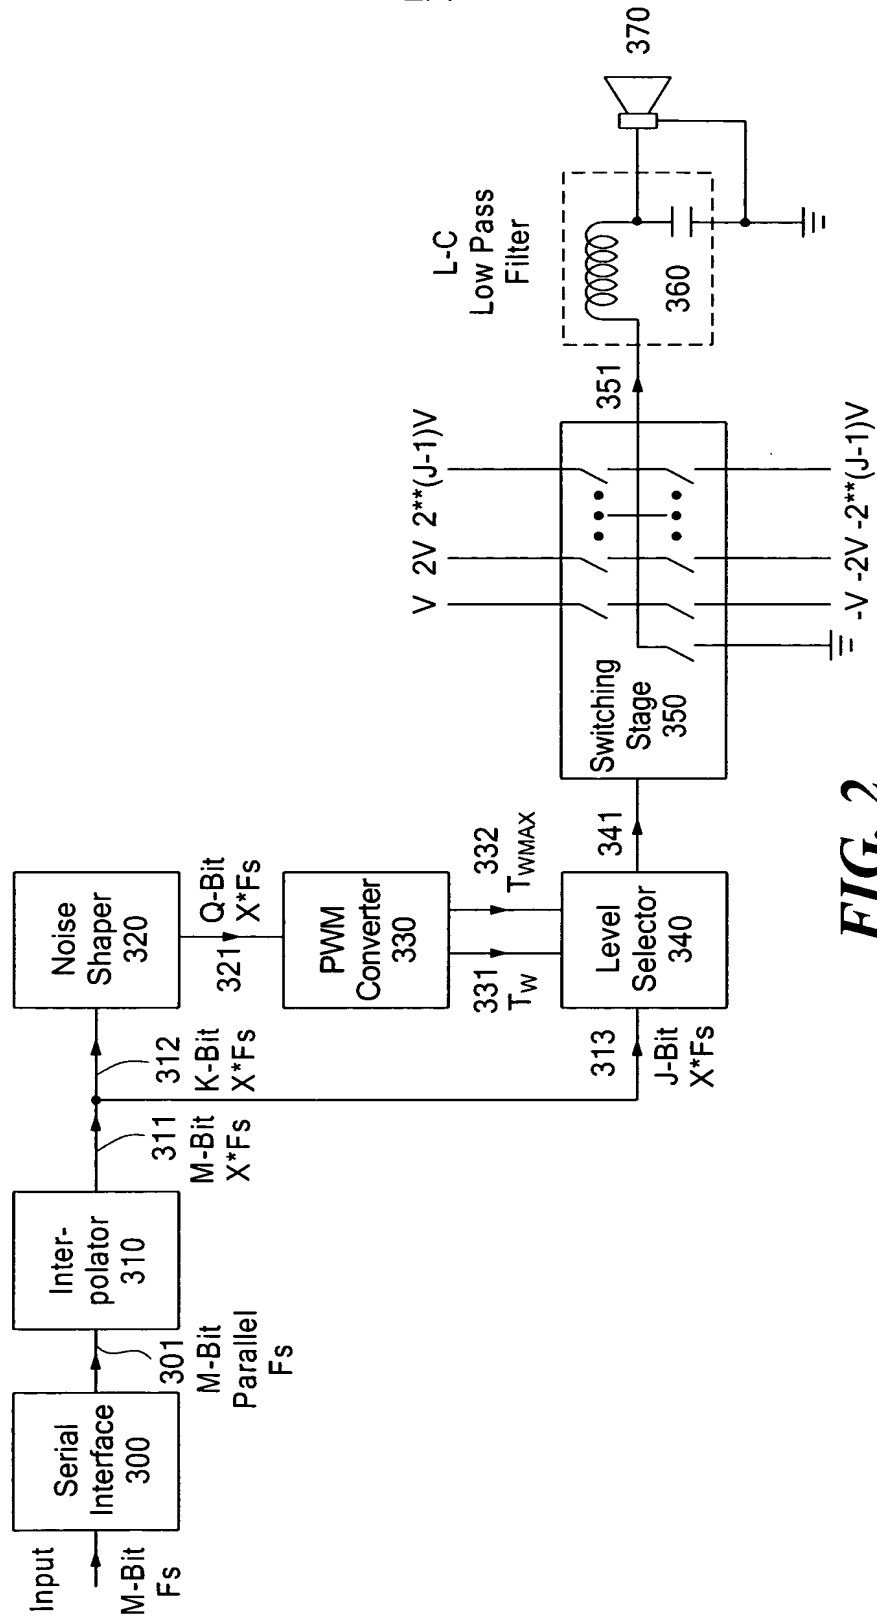 Input
M-Bit
Fs
Serial
Interface
300
301
M-Bit
Parallel
Fs
Inter-
polator
310
311
M-Bit
X*Fs
312
K-Bit
X*Fs
Noise
Shaper
320
321
Q-Bit
X*Fs
PWM
Converter
330
331
TW
332
TWMAX
313
J-Bit
X*Fs
Level
Selector
340
341
Switching
Stage
350
V 2V 2**(J-1)V
-V -2V -2**(J-1)V
351
L-C
Low Pass
Filter
360
370
FIG. 2